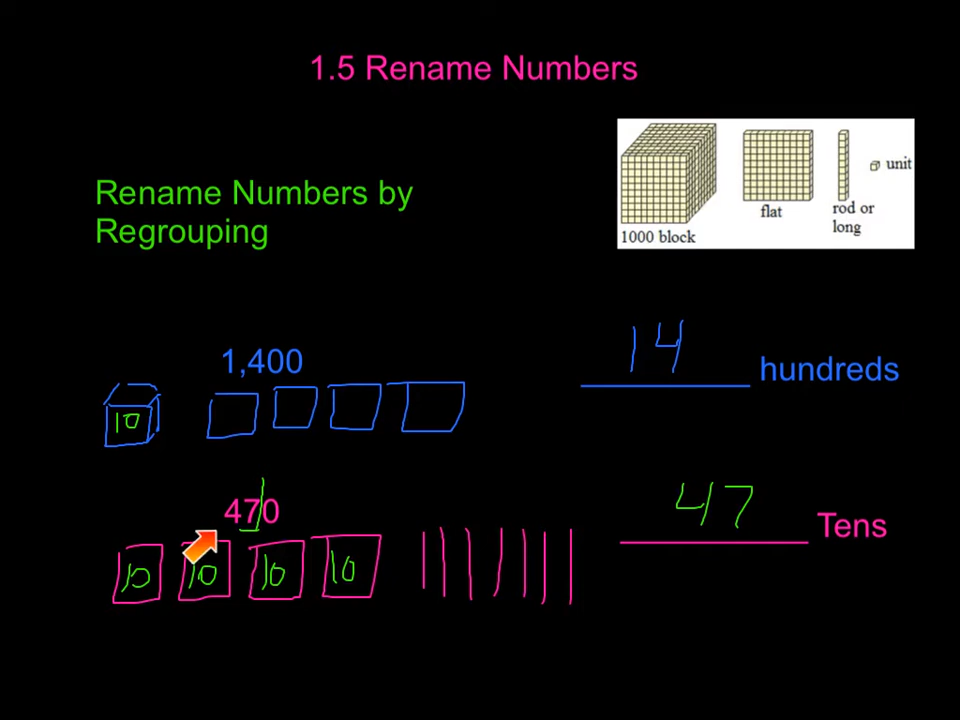 1.5 Rename Numbers
Rename Numbers by
Regrouping
unit
flat
rod or
long
1000 block
1,400
14 hundreds
10
470
47 Tens
10 10 10 10